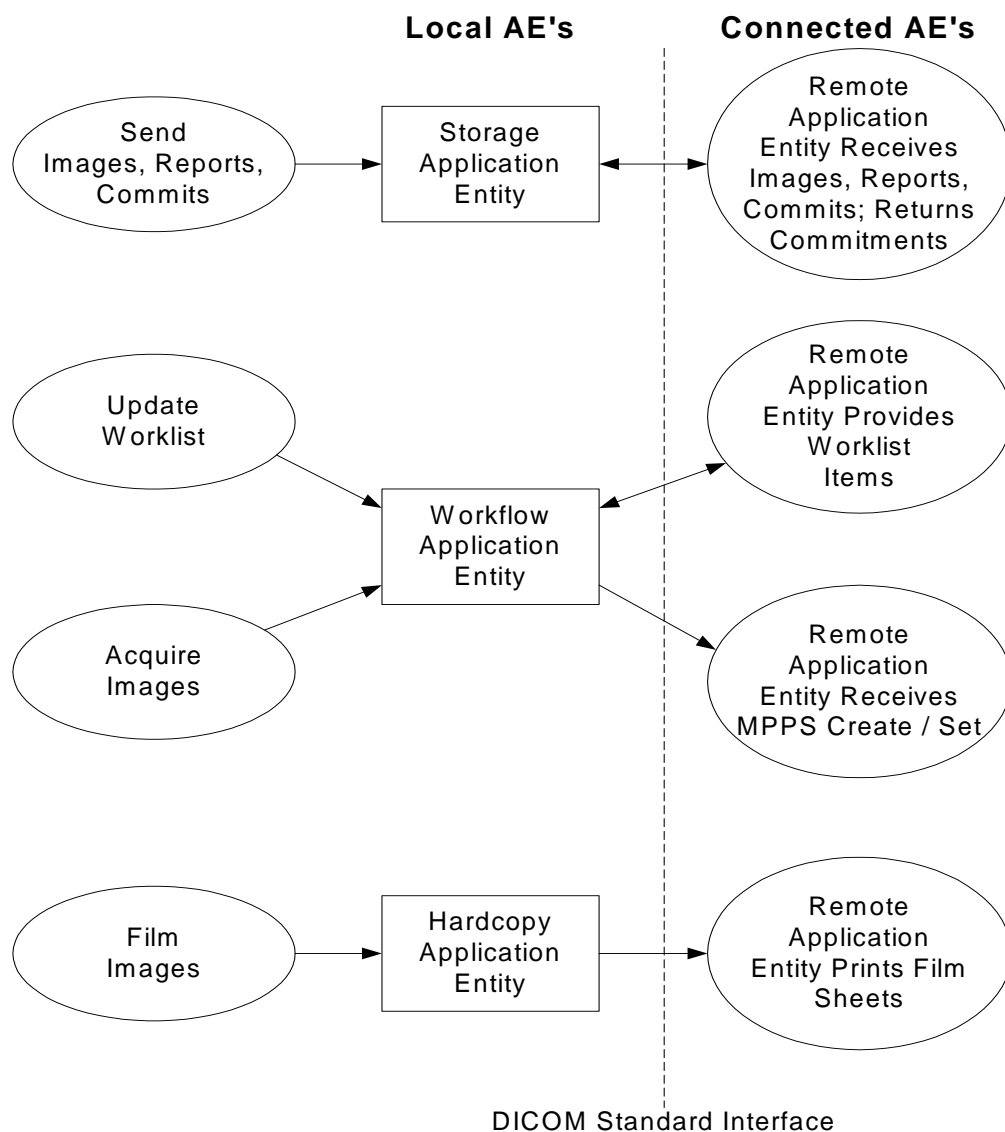 Local AE's
Connected AE's
Send
Images, Reports,
Commits
Storage
Application
Entity
Remote
Application
Entity Receives
Images, Reports,
Commits; Returns
Commitments
Update
Worklist
Remote
Application
Entity Provides
Worklist
Items
Workflow
Application
Entity
Acquire
Images
Remote
Application
Entity Receives
MPPS Create / Set
Film
Images
Hardcopy
Application
Entity
Remote
Application
Entity Prints Film
Sheets
DICOM Standard Interface